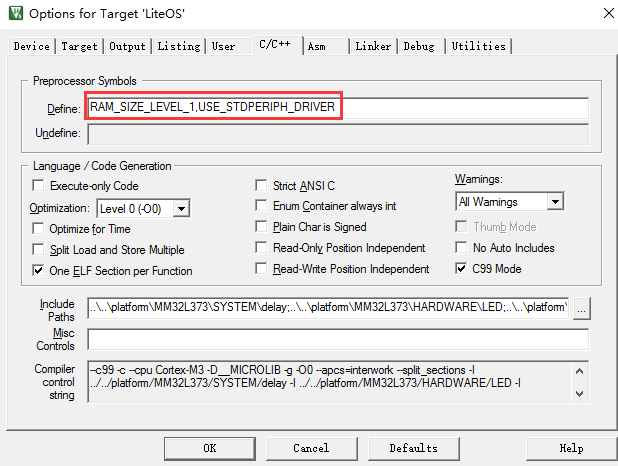 Options for Target 'LiteOS'
Device Target Output Listing User C/C++ Asm Linker Debug Utilities
Preprocessor Symbols
Define: RAM_SIZE_LEVEL_1,USE_STDPERIPH_DRIVER
Undefine:
Language / Code Generation
Execute-only Code
Optimization: Level 0 (-O0)
Optimize for Time
Split Load and Store Multiple
One ELF Section per Function
Strict ANSI C
Enum Container always int
Plain Char is Signed
Read-Only Position Independent
Read-Write Position Independent
Warnings:
All Warnings
Thumb Mode
No Auto Includes
C99 Mode
Include
Paths
..\..\platform\MM32L373\SYSTEM\delay;..\..\platform\MM32L373\HARDWARE\LED;..\..\platform\
...
Misc
Controls
Compiler
control
string
--c99 -c --cpu Cortex-M3 -D__MICROLIB -g -O0 --apcs=interwork --split_sections -I
../../platform/MM32L373/SYSTEM/delay -I ../../platform/MM32L373/HARDWARE/LED -I
OK Cancel Defaults Help